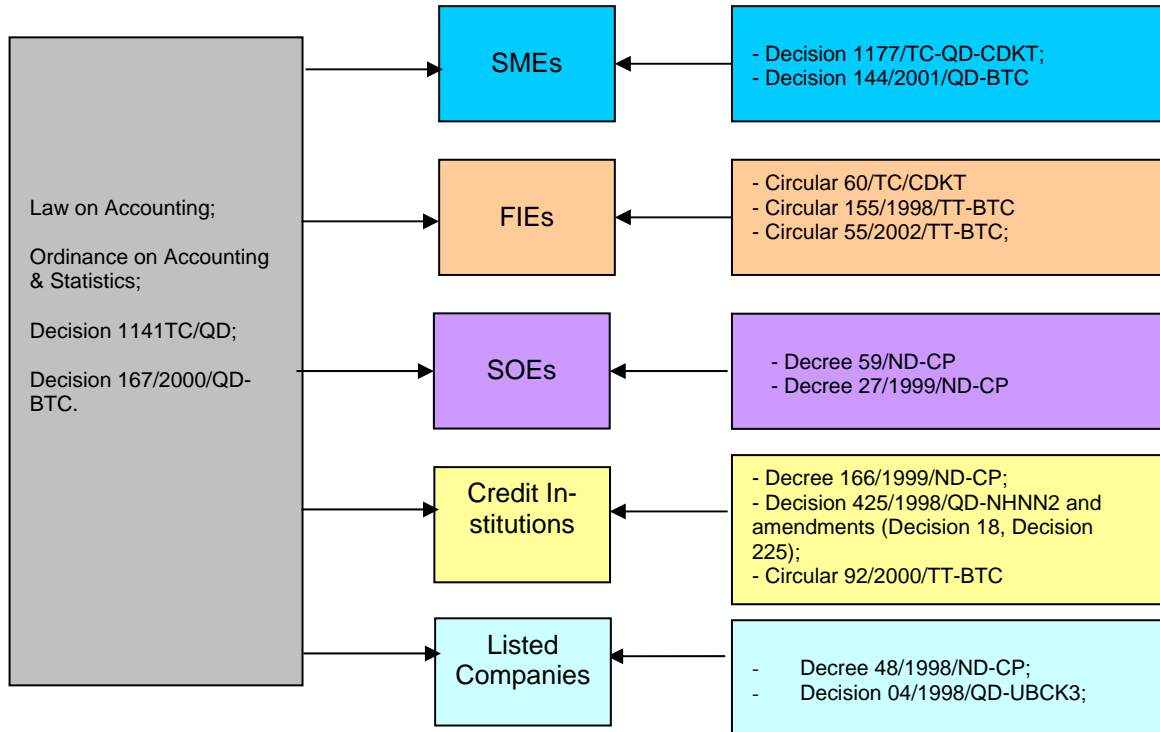 Law on Accounting;
Ordinance on Accounting
& Statistics;
Decision 1141TC/QD;
Decision 167/2000/QD-
BTC.
SMEs
- Decision 1177/TC-QD-CDKT;
- Decision 144/2001/QD-BTC
FIEs
- Circular 60/TC/CDKT
- Circular 155/1998/TT-BTC
- Circular 55/2002/TT-BTC;
SOEs
- Decree 59/ND-CP
- Decree 27/1999/ND-CP
Credit In-
stitutions
- Decree 166/1999/ND-CP;
- Decision 425/1998/QD-NHNN2 and
amendments (Decision 18, Decision
225);
- Circular 92/2000/TT-BTC
Listed
Companies
- Decree 48/1998/ND-CP;
- Decision 04/1998/QD-UBCK3;